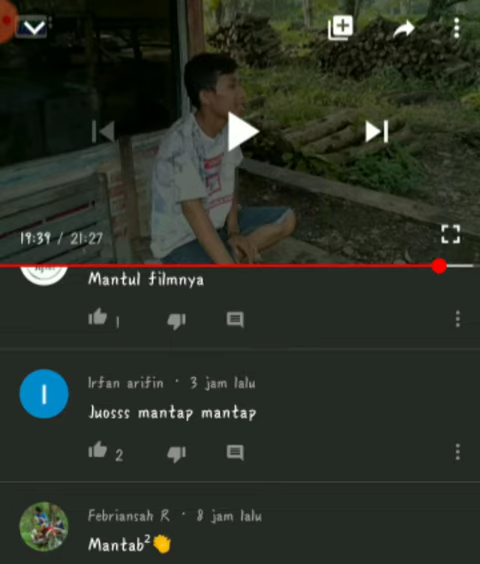 19:39 / 21:27
Mantul filmnya
1
I
Irfan arifin · 3 jam lalu
Juosss mantap mantap
2
Febriansah R · 8 jam lalu
Mantab²👏